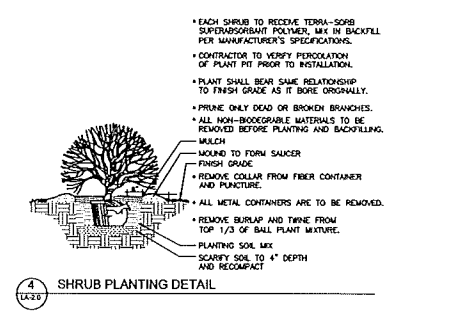 • EACH SHRUB TO RECEIVE TERRA-SORB
SUPERABSORBANT POLYMER, MIX IN BACKFILL
PER MANUFACTURER'S SPECIFICATIONS.
• CONTRACTOR TO VERIFY PERCOLATION
OF PLANT PIT PRIOR TO INSTALLATION.
• PLANT SHALL BEAR SAME RELATIONSHIP
TO FINISH GRADE AS IT BORE ORIGINALLY.
• PRUNE ONLY DEAD OR BROKEN BRANCHES.
• ALL NON-BIODEGRABLE MATERIALS TO BE
REMOVED BEFORE PLANTING AND BACKFILLING.
MULCH
MOUND TO FORM SAUCER
FINISH GRADE
• REMOVE COLLAR FROM FIBER CONTAINER
AND PUNCTURE.
• ALL METAL CONTAINERS ARE TO BE REMOVED.
• REMOVE BURLAP AND TWINE FROM
TOP 1/3 OF BALL PLANT MIXTURE.
PLANTING SOIL MIX
SCARIFY SOIL TO 4" DEPTH
AND RECOMPACT
4 SHRUB PLANTING DETAIL
LA-2.0